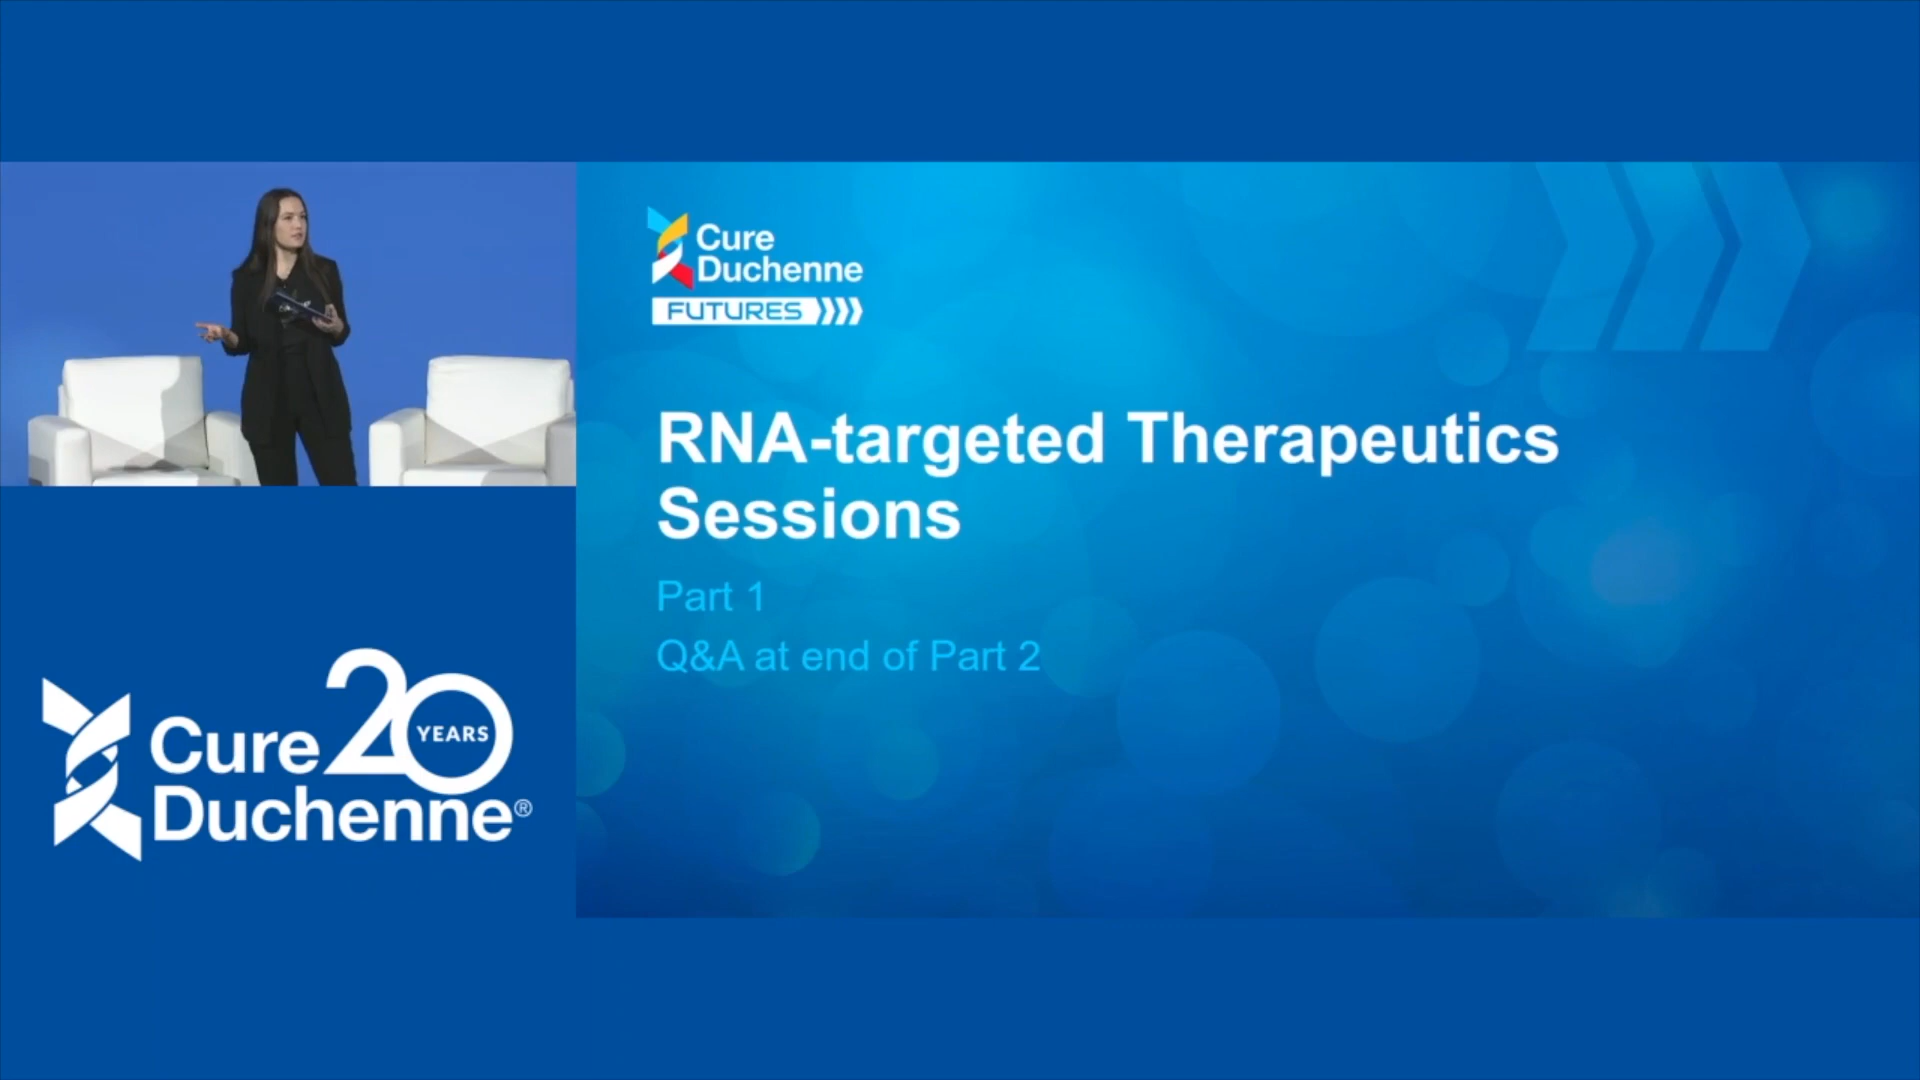 Cure
Duchenne
FUTURES
RNA-targeted Therapeutics
Sessions
Part 1
Q&A at end of Part 2
Cure 20 YEARS
Duchenne®